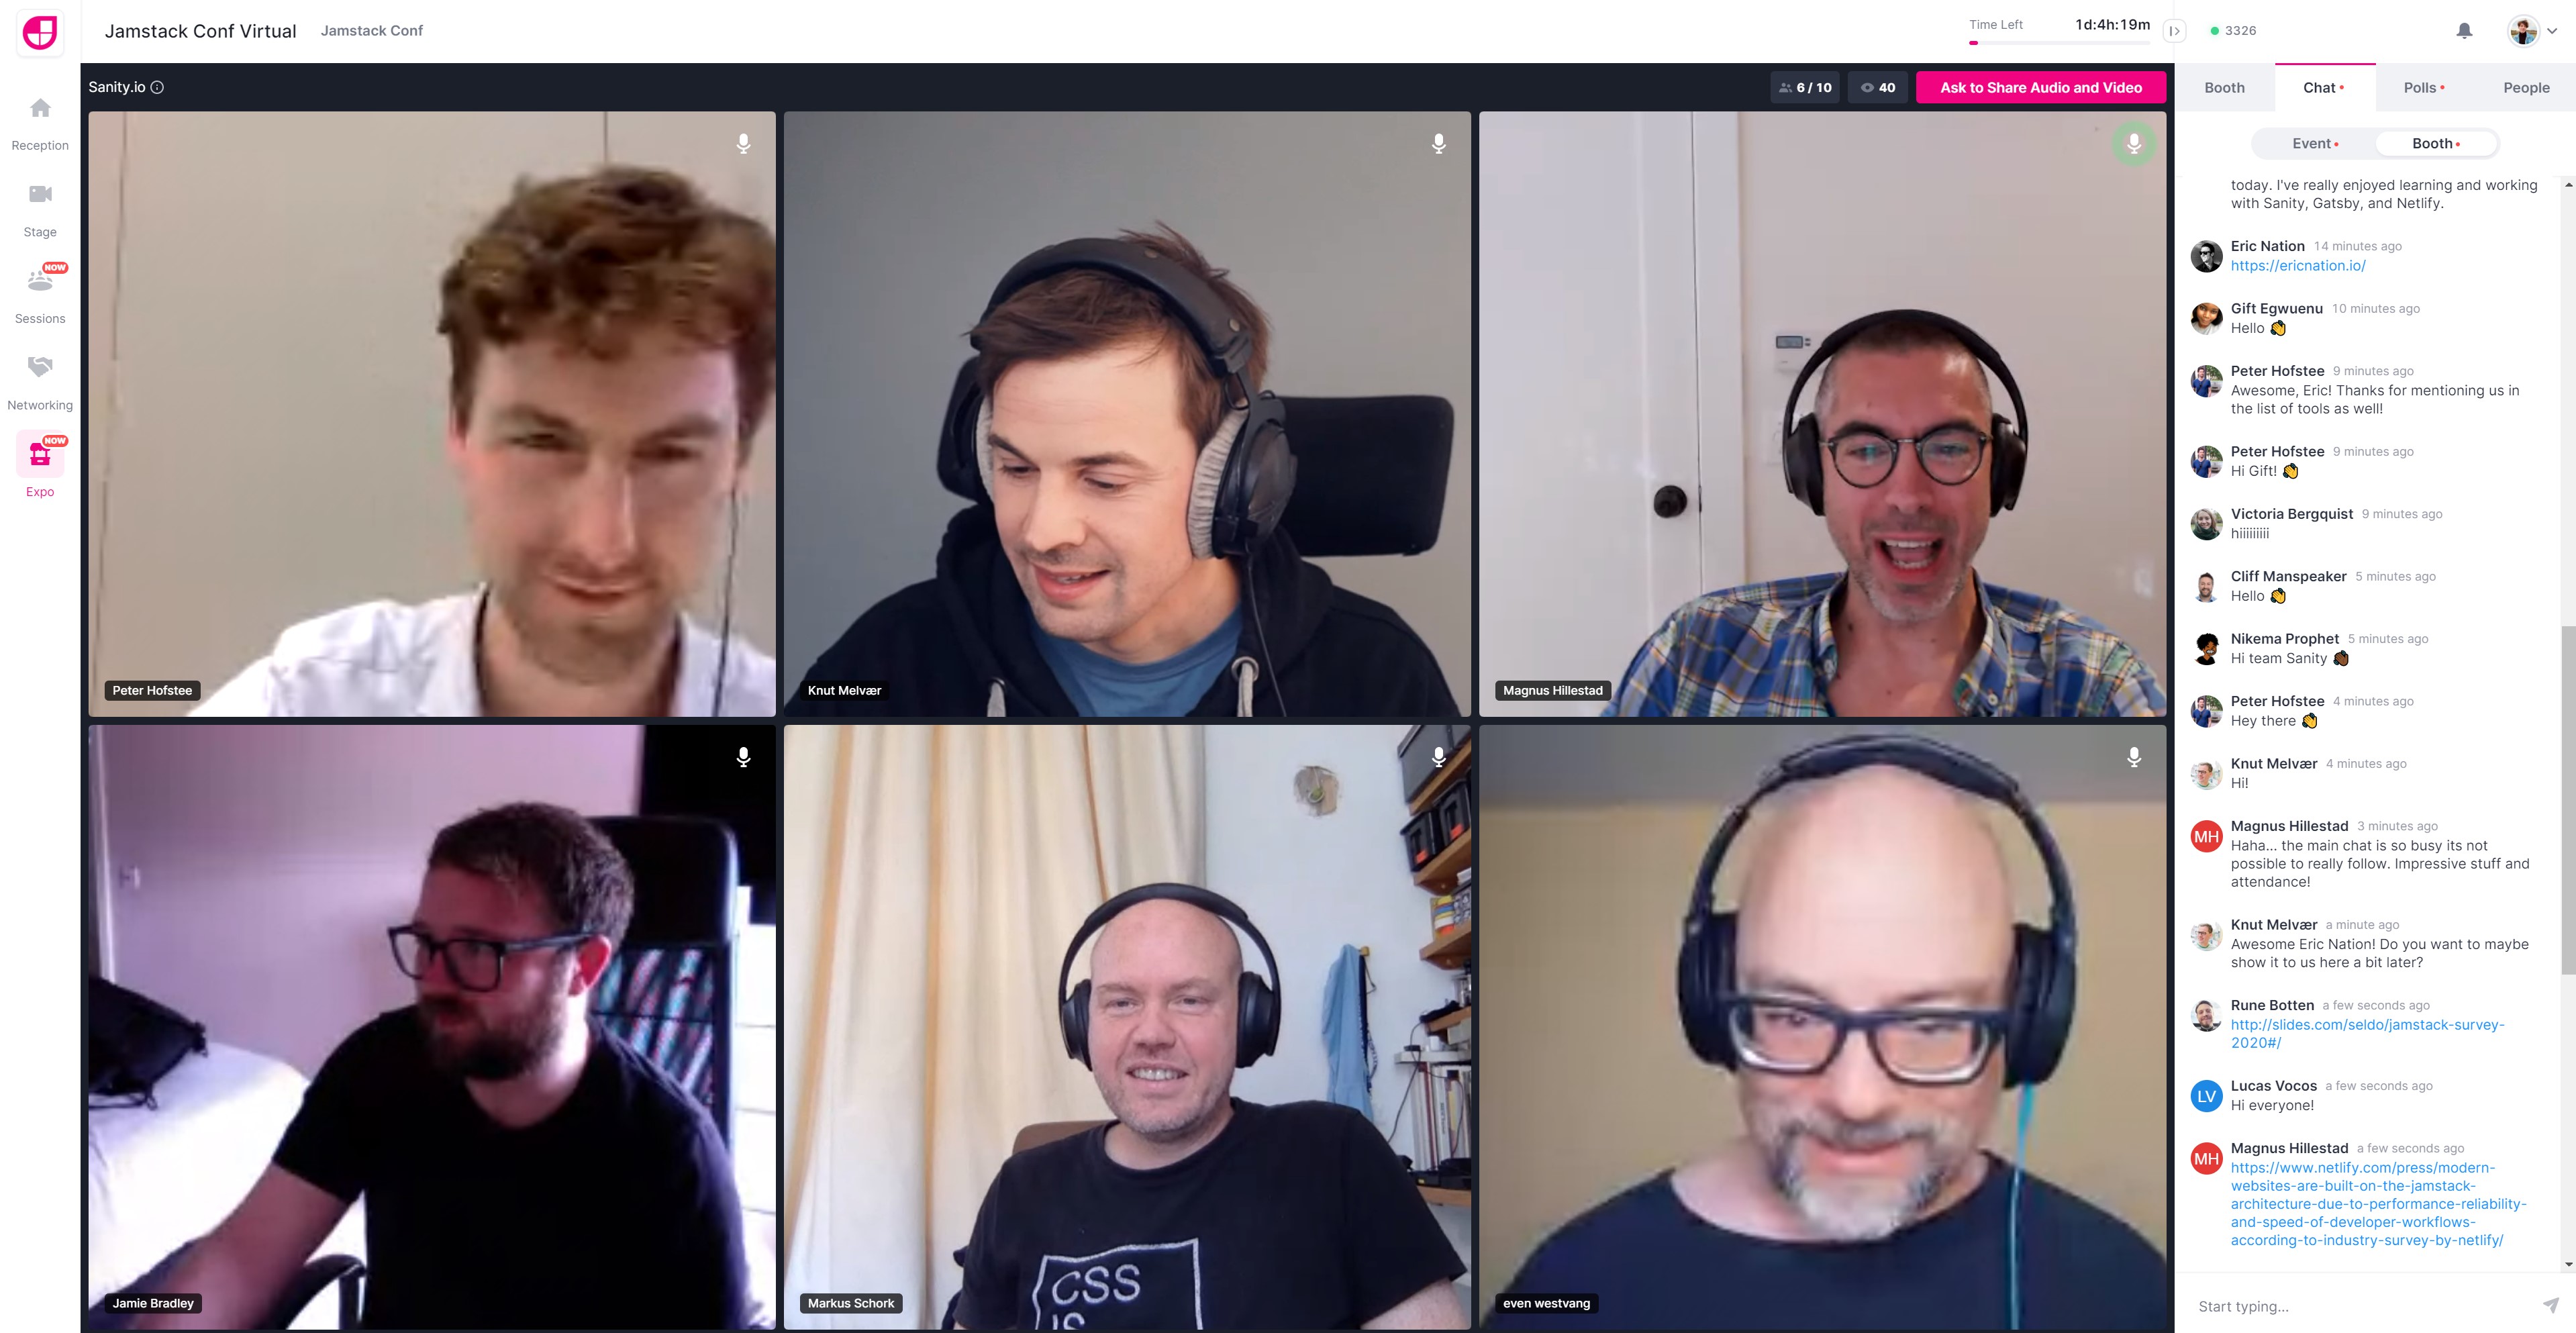 Jamstack Conf Virtual
Jamstack Conf
Time Left
1d:4h:19m
3326
Reception
Stage
NOW
Sessions
Networking
NOW
Expo
Sanity.io
6 / 10
40
Ask to Share Audio and Video
Peter Hofstee
Knut Melvær
Magnus Hillestad
Jamie Bradley
CSS
IS
Markus Schork
even westvang
Booth
Chat
Polls
People
Event
Booth
today. I've really enjoyed learning and working
with Sanity, Gatsby, and Netlify.
Eric Nation 14 minutes ago
https://ericnation.io/
Gift Egwuenu 10 minutes ago
Hello 👏
Peter Hofstee 9 minutes ago
Awesome, Eric! Thanks for mentioning us in
the list of tools as well!
Peter Hofstee 9 minutes ago
Hi Gift! 👏
Victoria Bergquist 9 minutes ago
hiiiiiiiii
Cliff Manspeaker 5 minutes ago
Hello 👏
Nikema Prophet 5 minutes ago
Hi team Sanity 👏🏾
Peter Hofstee 4 minutes ago
Hey there 👏
Knut Melvær 4 minutes ago
Hi!
MH
Magnus Hillestad 3 minutes ago
Haha... the main chat is so busy its not
possible to really follow. Impressive stuff and
attendance!
Knut Melvær a minute ago
Awesome Eric Nation! Do you want to maybe
show it to us here a bit later?
Rune Botten a few seconds ago
http://slides.com/seldo/jamstack-survey-
2020#/
LV
Lucas Vocos a few seconds ago
Hi everyone!
MH
Magnus Hillestad a few seconds ago
https://www.netlify.com/press/modern-
websites-are-built-on-the-jamstack-
architecture-due-to-performance-reliability-
and-speed-of-developer-workflows-
according-to-industry-survey-by-netlify/
Start typing...